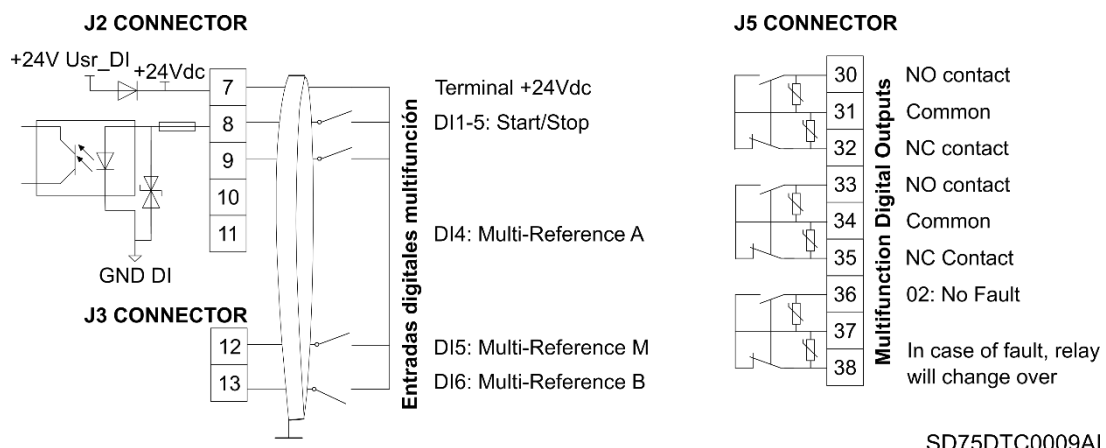 J2 CONNECTOR
+24V Usr_DI
+24Vdc
7
8
9
10
11
GND DI
J3 CONNECTOR
12
13
Entradas digitales multifunción
Terminal +24Vdc
DI1-5: Start/Stop
DI4: Multi-Reference A
DI5: Multi-Reference M
DI6: Multi-Reference B
J5 CONNECTOR
30 NO contact
31 Common
32 NC contact
33 NO contact
34 Common
35 NC Contact
36 02: No Fault
37
38
Multifunction Digital Outputs
In case of fault, relay
will change over